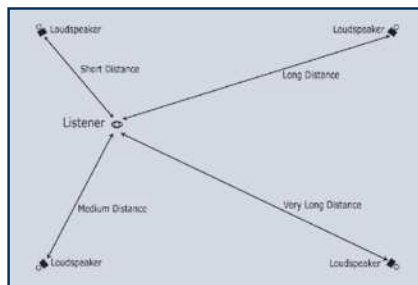 Loudspeaker
Loudspeaker
Short Distance
Long Distance
Listener
Medium Distance
Very Long Distance
Loudspeaker
Loudspeaker